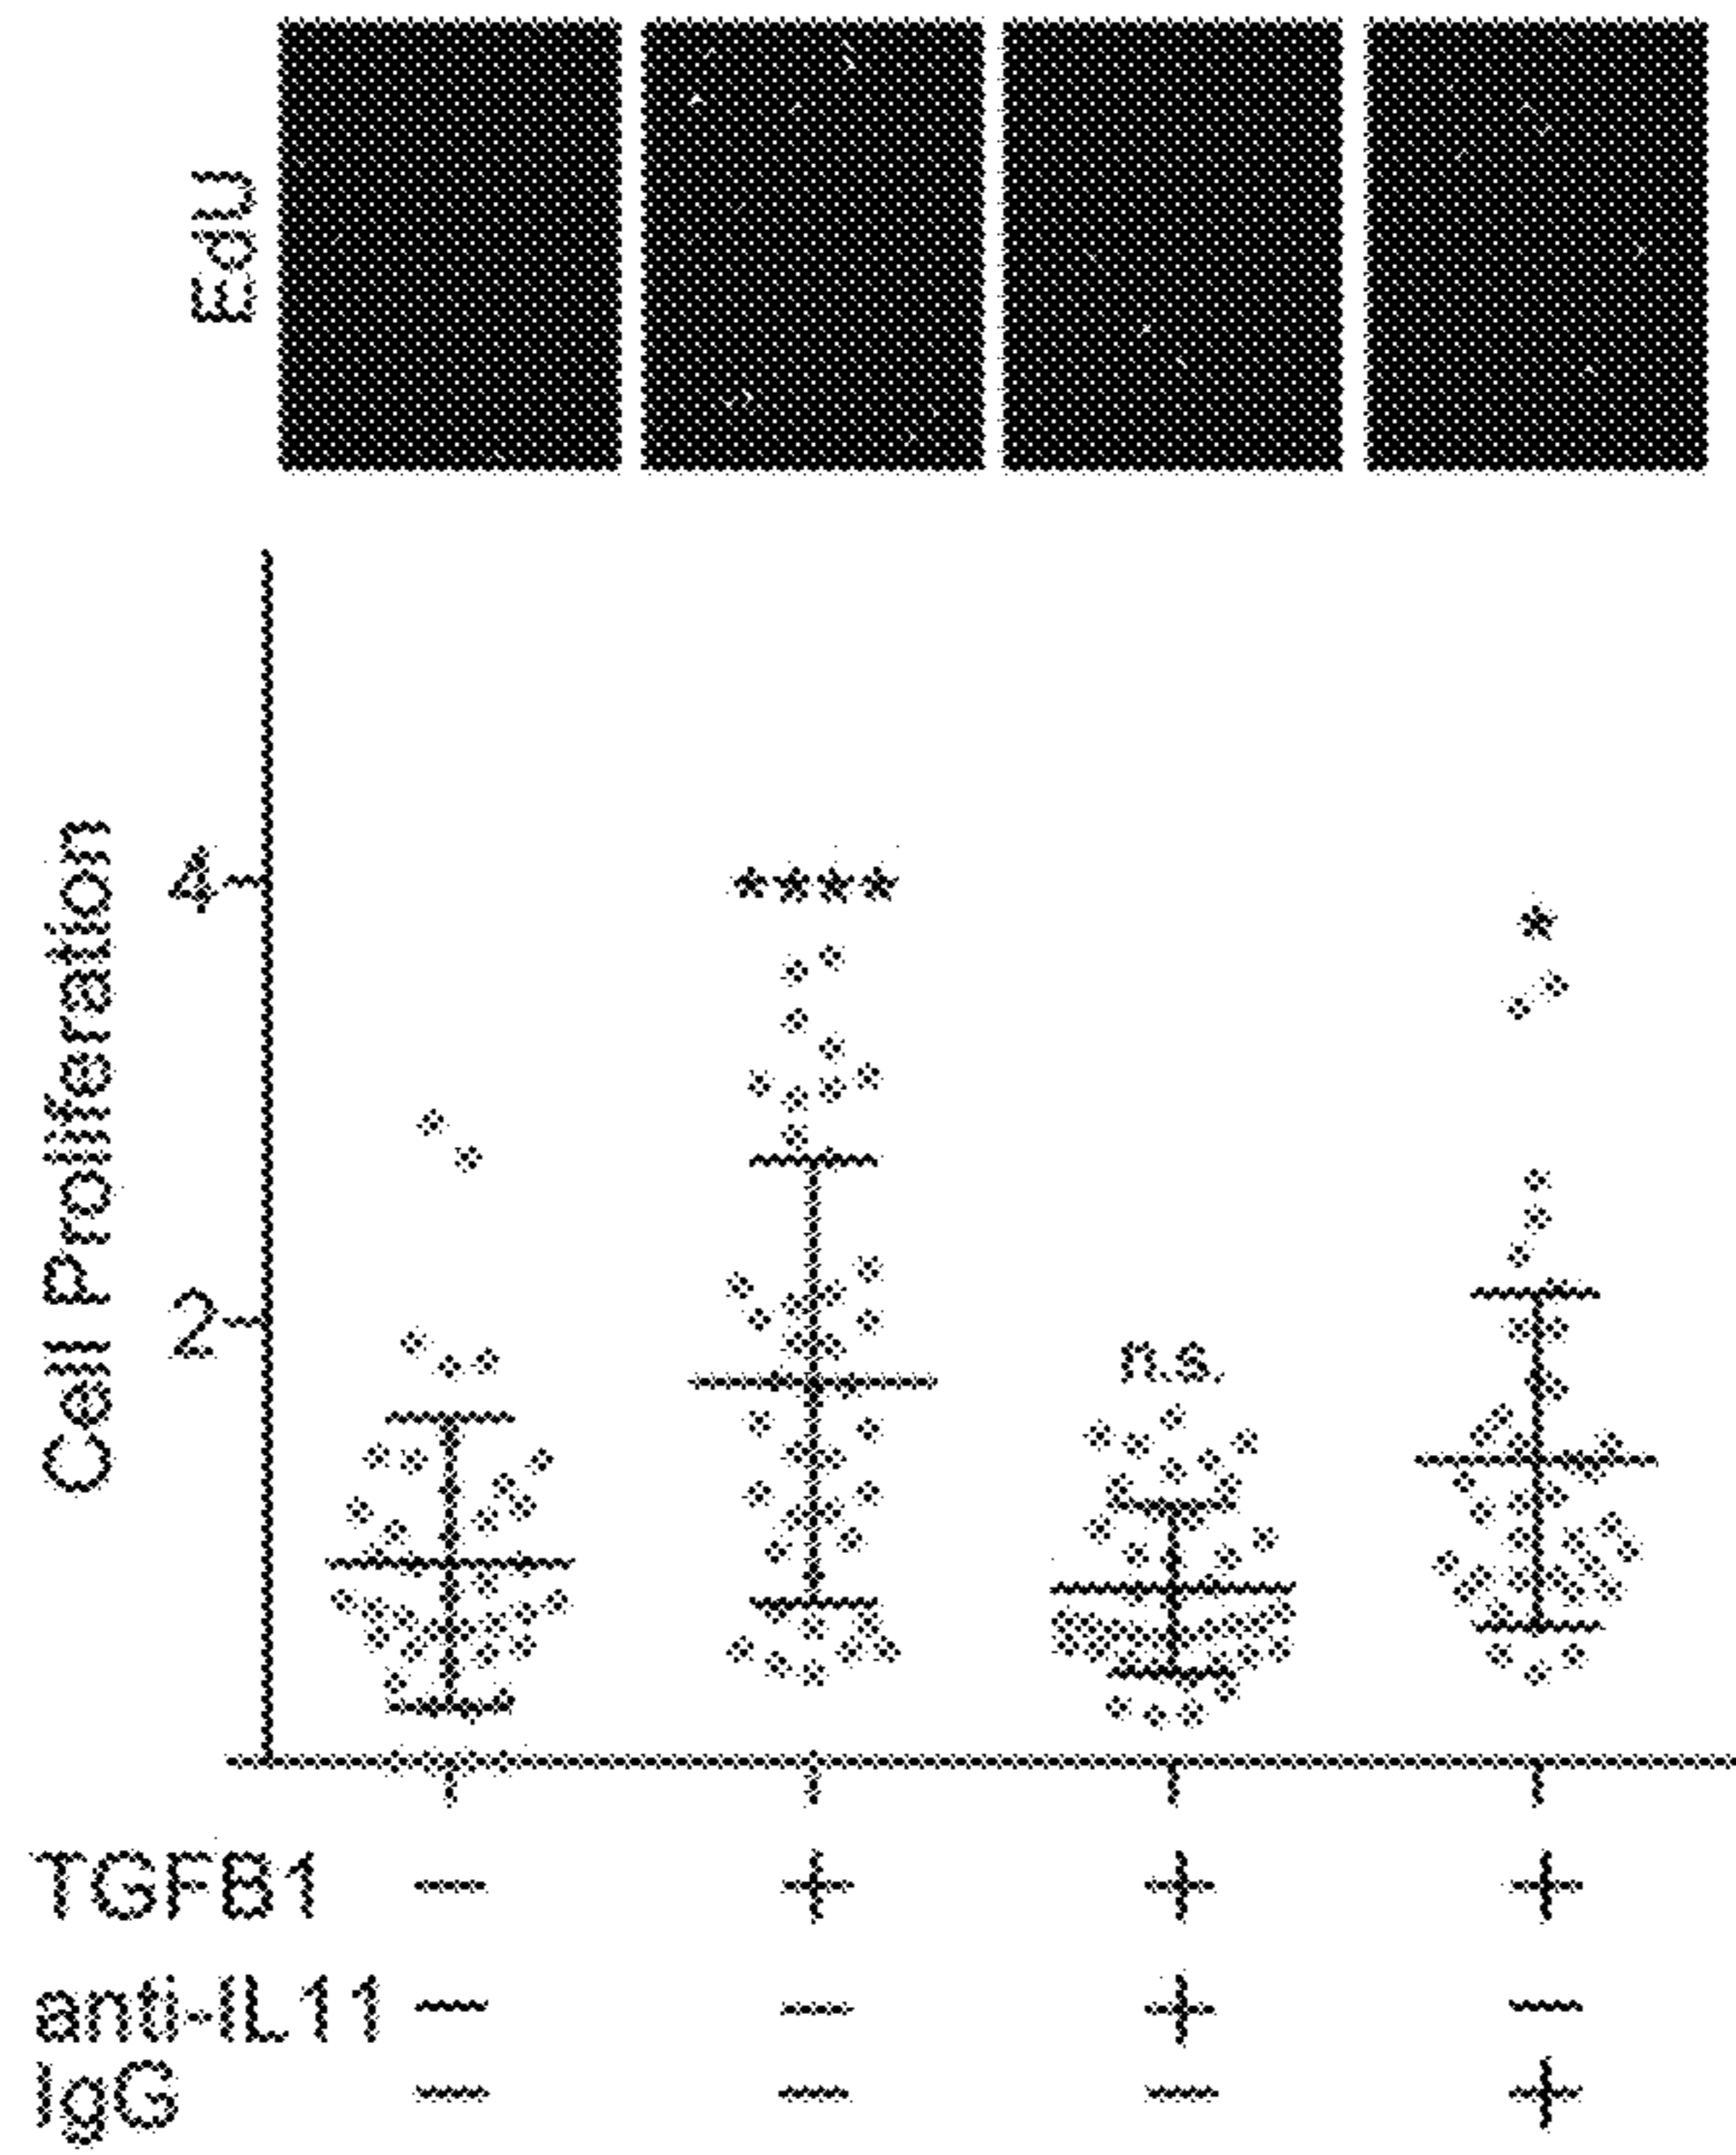 EdU
Cell Proliferation
4
****
*
2
n.s.
TGFB1 — + + +
anti-IL11 — — + —
IgG — — — +